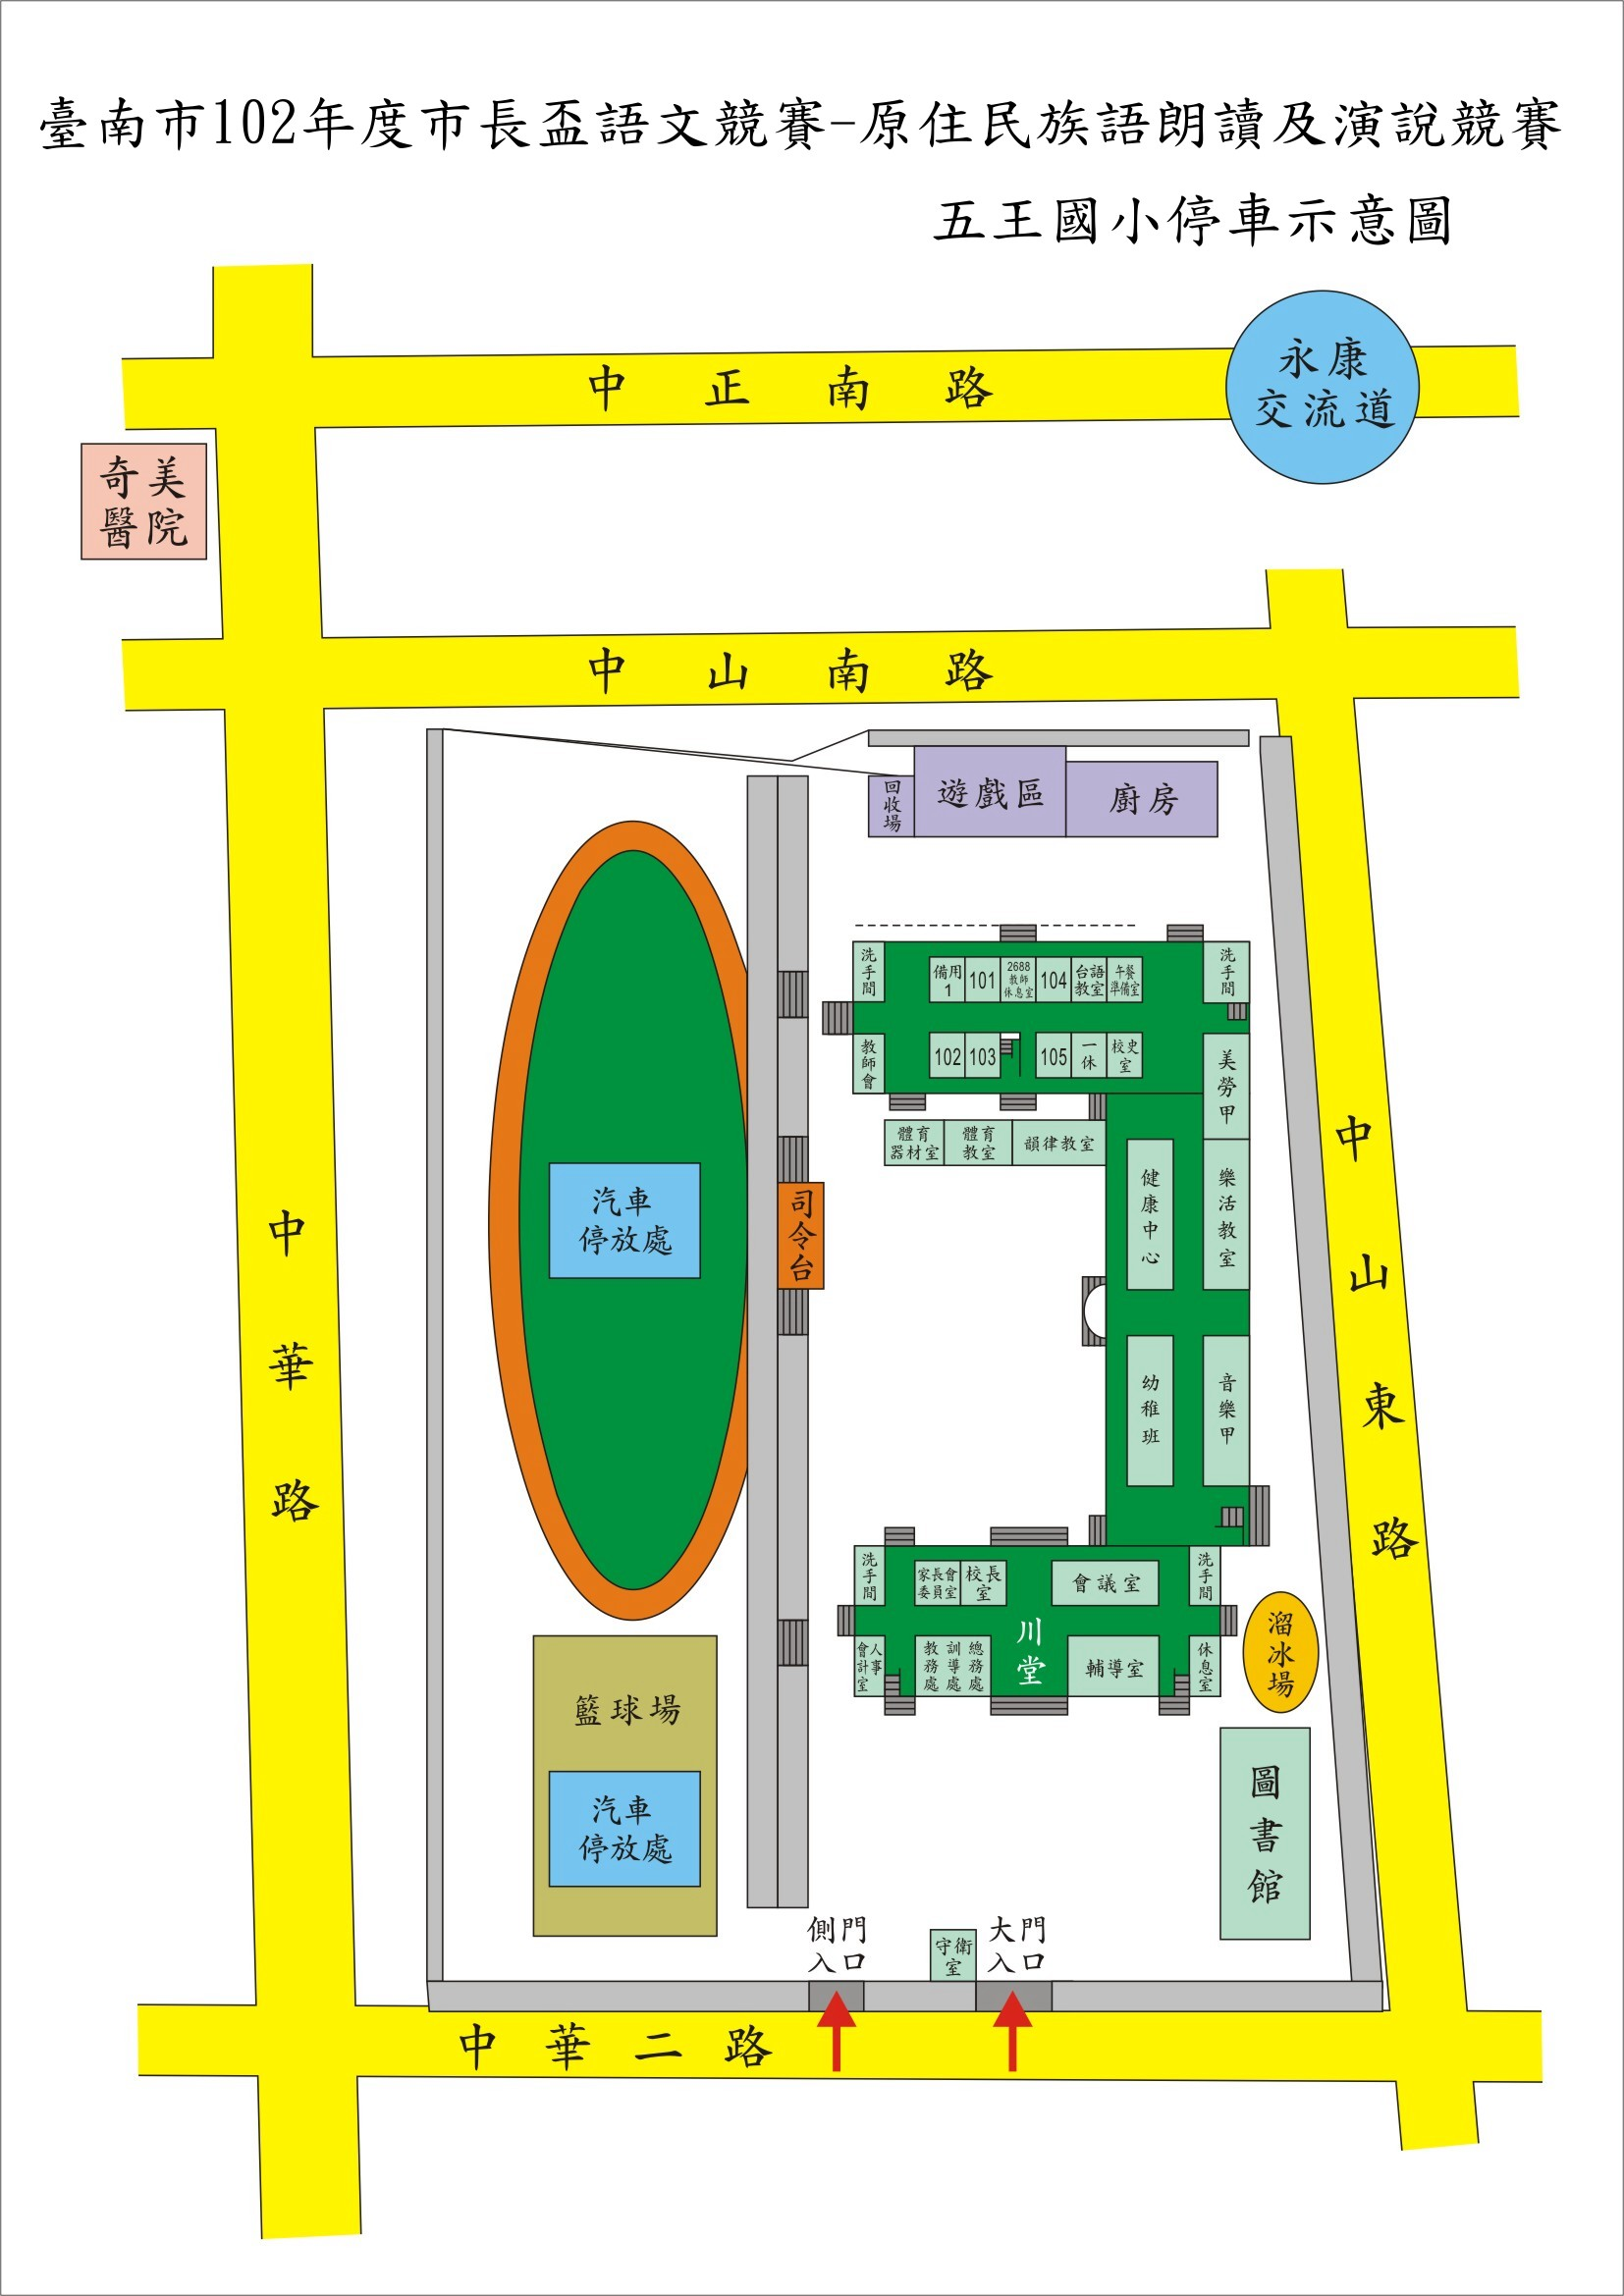 臺南市102年度市長盃語文競賽-原住民族語朗讀及演說競賽
五王國小停車示意圖
永康
交流道
中正南路
奇美
醫院
中山南路
回收場
遊戲區
廚房
洗手間
備用
1
101
2688
教師
休息室
104
台語
教室
午餐
準備室
洗手間
教師會
102
103
105
一休
校史
室
美勞甲
體育
器材室
體育
教室
韻律教室
健康中心
樂活教室
汽車
停放處
司令台
中華路
中山東路
幼稚班
音樂甲
洗手間
家長會
委員室
校長
室
會議室
洗手間
川堂
會計室
人事
教務處
訓導處
總務處
輔導室
休息室
溜冰場
籃球場
汽車
停放處
圖書館
側門
入口
守衛
室
大門
入口
中華二路